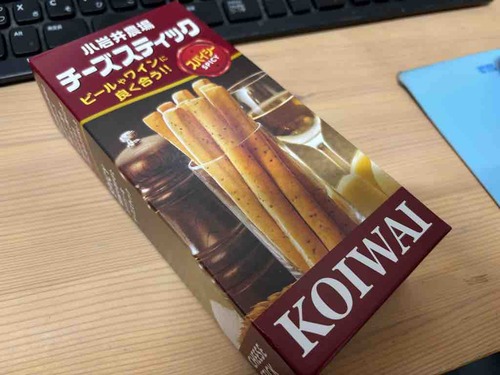 小岩井農場
チーズスティック
ビールやワインに
良く合う!!
スパイシー
SPICY
KOIWAI